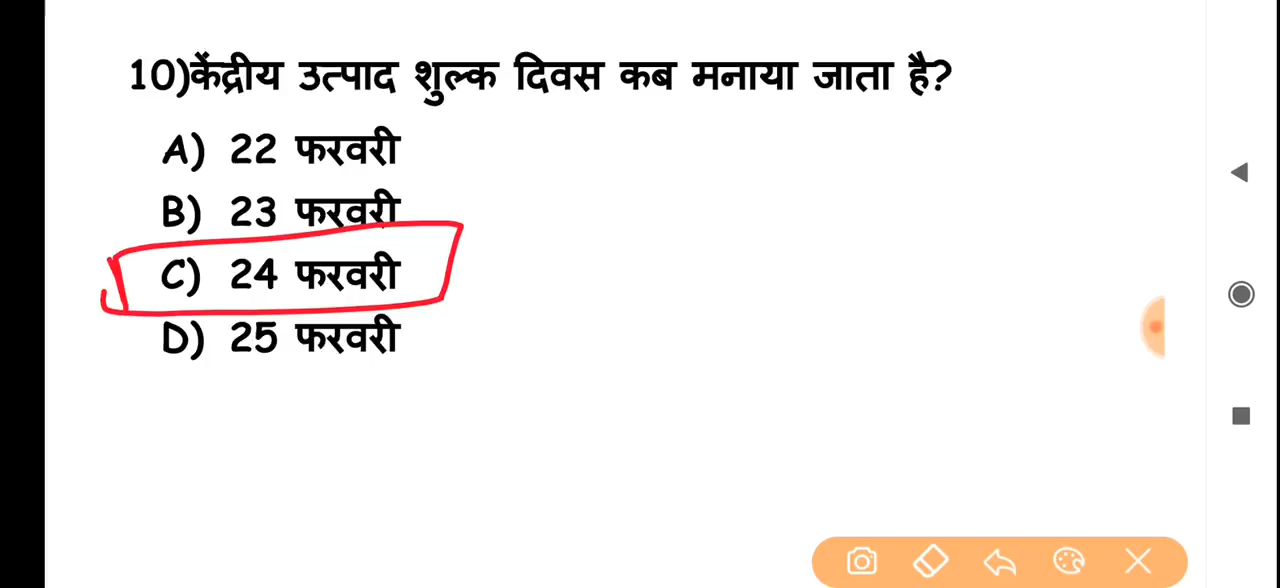 10)केंद्रीय उत्पाद शुल्क दिवस कब मनाया जाता है?
A) 22 फरवरी
B) 23 फरवरी
C) 24 फरवरी
D) 25 फरवरी